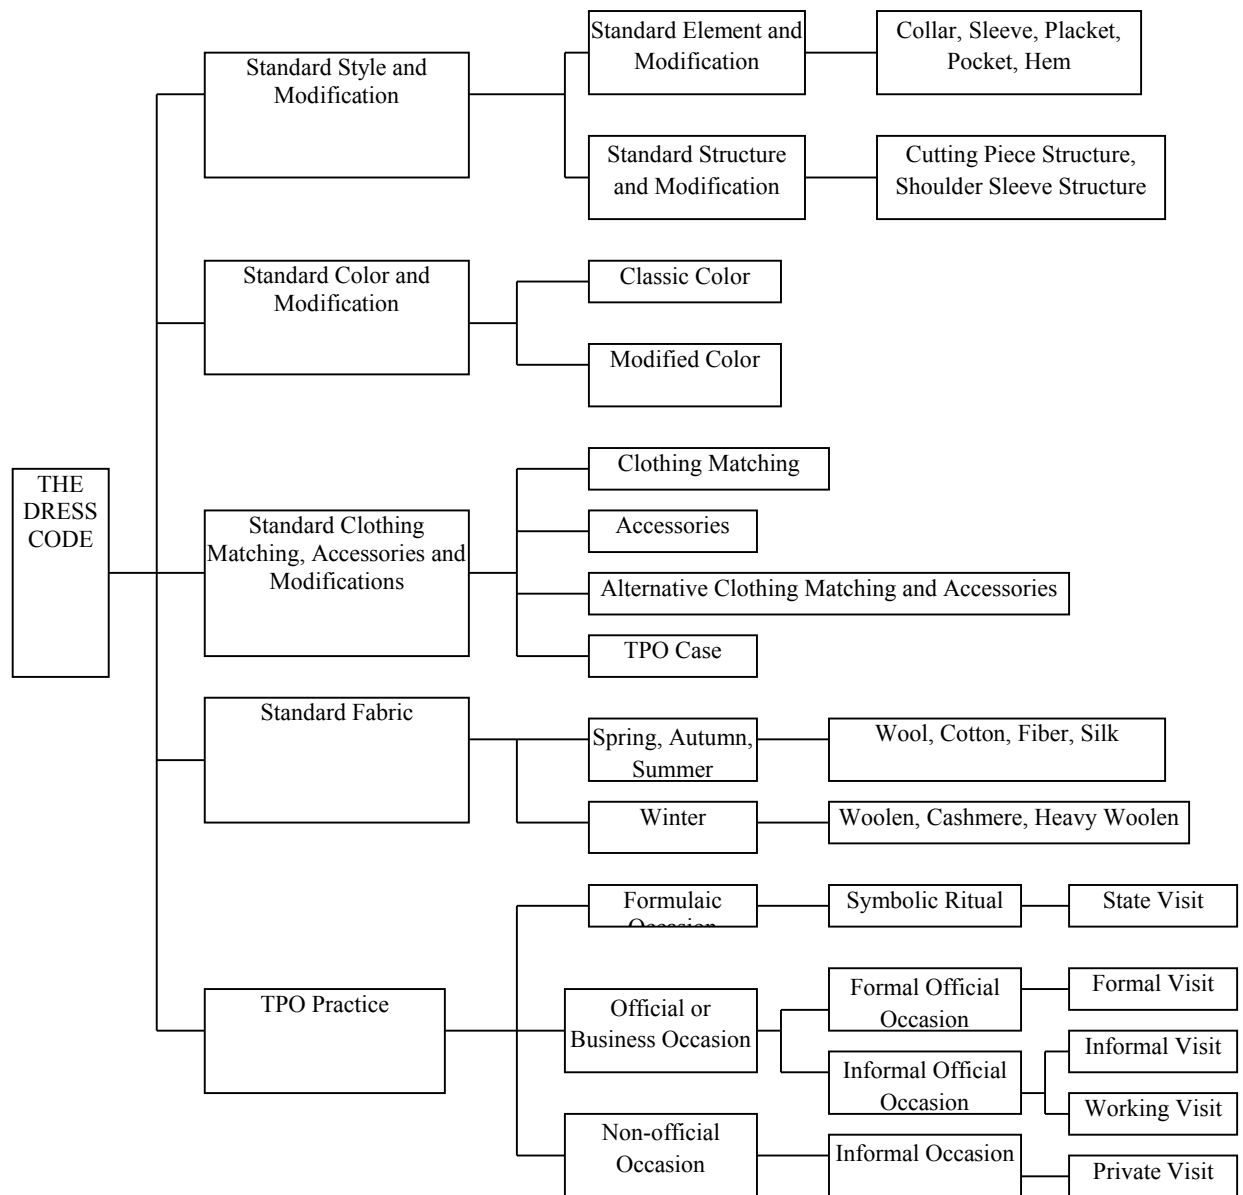 THE
DRESS
CODE
Standard Style and
Modification
Standard Element and
Modification
Collar, Sleeve, Placket,
Pocket, Hem
Standard Structure
and Modification
Cutting Piece Structure,
Shoulder Sleeve Structure
Standard Color and
Modification
Classic Color
Modified Color
Standard Clothing
Matching, Accessories and
Modifications
Clothing Matching
Accessories
Alternative Clothing Matching and Accessories
TPO Case
Standard Fabric
Spring, Autumn,
Summer
Wool, Cotton, Fiber, Silk
Winter
Woolen, Cashmere, Heavy Woolen
TPO Practice
Formulaic
Occasion
Symbolic Ritual
State Visit
Official or
Business Occasion
Formal Official
Occasion
Formal Visit
Informal Official
Occasion
Informal Visit
Working Visit
Non-official
Occasion
Informal Occasion
Private Visit